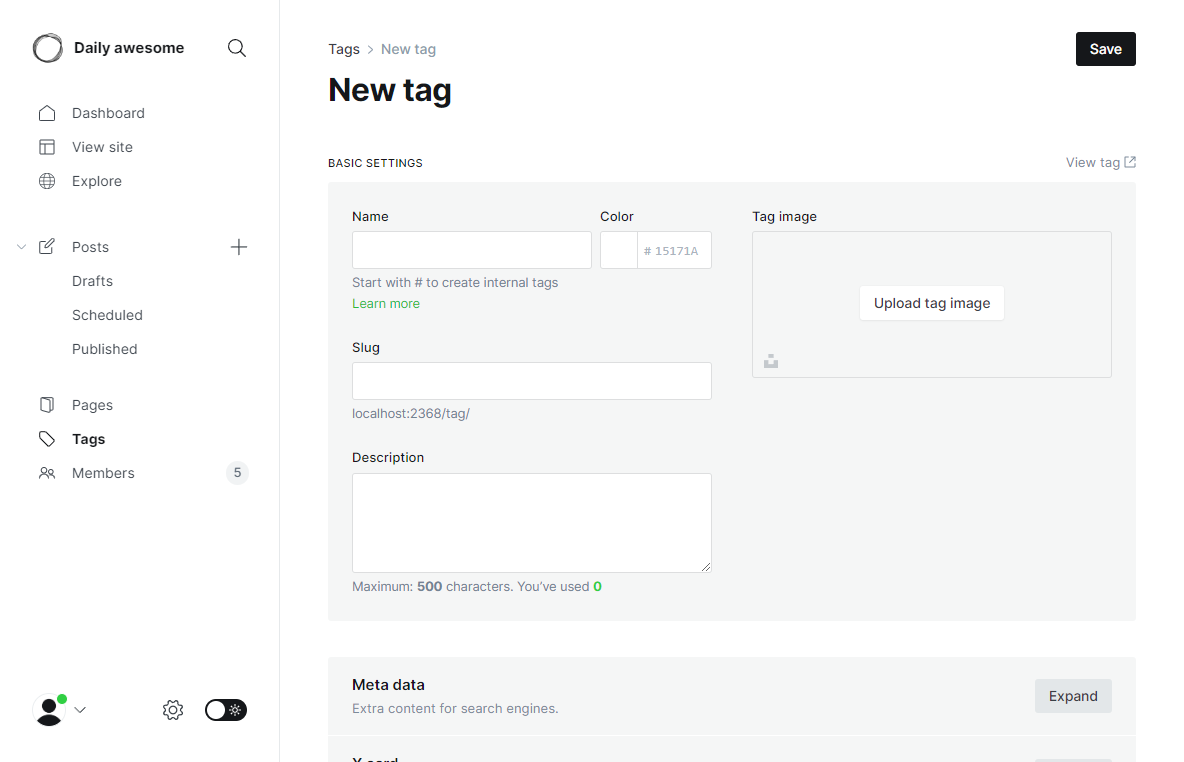 Daily awesome
Dashboard
View site
Explore
Posts
Drafts
Scheduled
Published
Pages
Tags
Members 5
Tags > New tag
Save
New tag
BASIC SETTINGS
View tag
Name
Color
# 15171A
Start with # to create internal tags
Learn more
Slug
localhost:2368/tag/
Description
Maximum: 500 characters. You’ve used 0
Tag image
Upload tag image
Meta data
Extra content for search engines.
Expand
X card